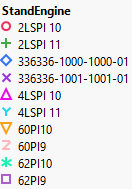 StandEngine
2LSPI 10
2LSPI 11
336336-1000-1000-01
336336-1001-1001-01
4LSPI 10
4LSPI 11
60PI10
60PI9
62PI10
62PI9